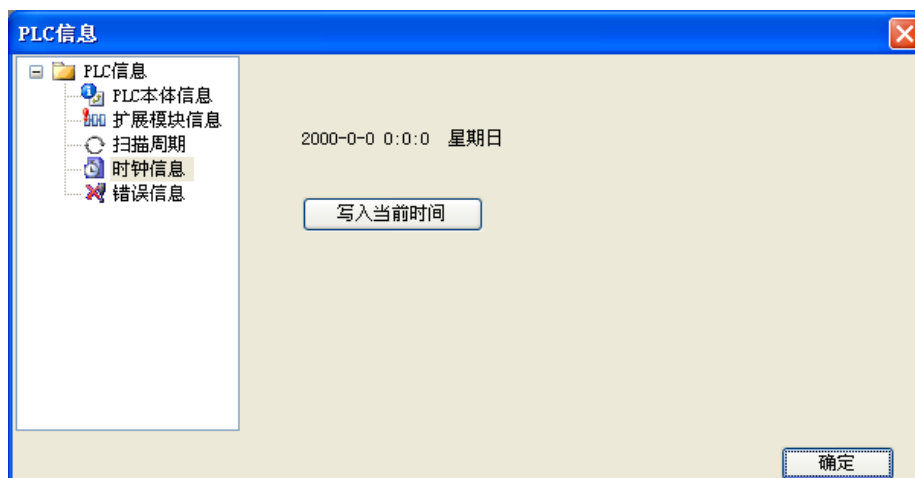 PLC信息
PLC信息
PLC本体信息
扩展模块信息
扫描周期
时钟信息
错误信息
2000-0-0 0:0:0 星期日
写入当前时间
确定